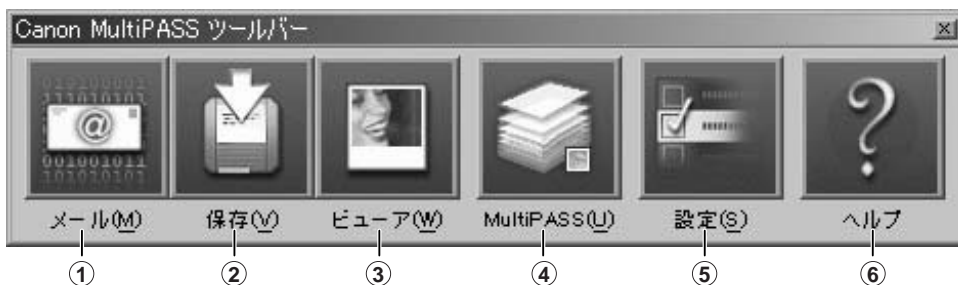 Canon MultiPASS ツールバー
メール(M) 保存(V) ビューア(W) MultiPASS(U) 設定(S) ヘルプ
① ② ③ ④ ⑤ ⑥